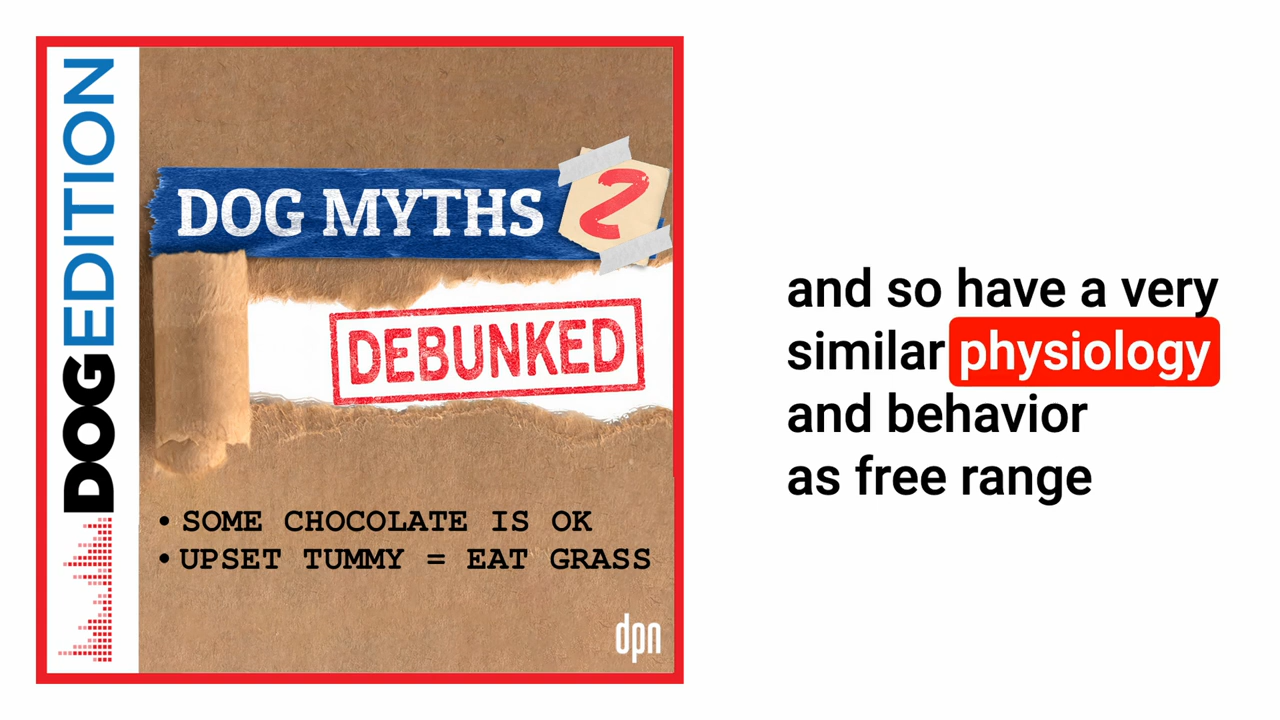 DOGEDITION
DOG MYTHS 2
DEBUNKED
• SOME CHOCOLATE IS OK
• UPSET TUMMY = EAT GRASS
dpn
and so have a very
similar physiology
and behavior
as free range